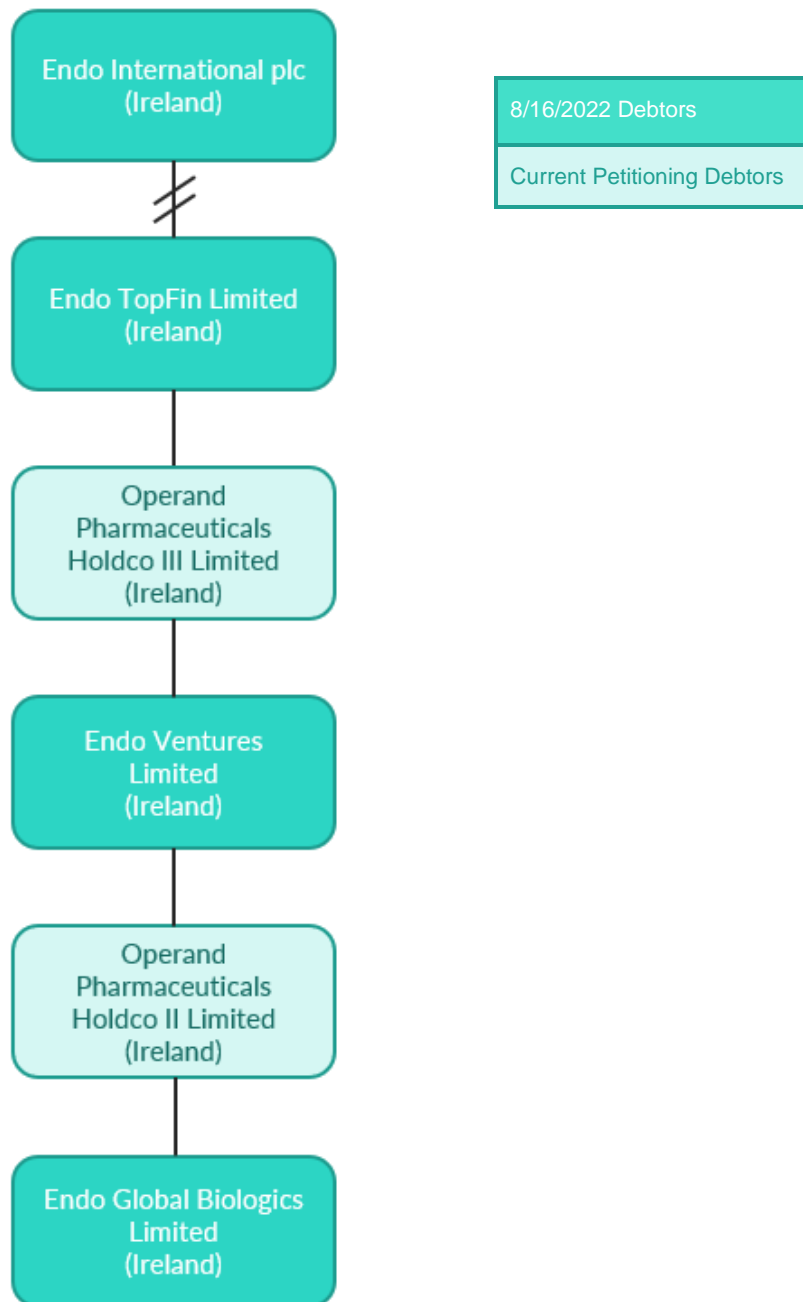 Endo International plc
(Ireland)
8/16/2022 Debtors
Current Petitioning Debtors
Endo TopFin Limited
(Ireland)
Operand
Pharmaceuticals
Holdco III Limited
(Ireland)
Endo Ventures
Limited
(Ireland)
Operand
Pharmaceuticals
Holdco II Limited
(Ireland)
Endo Global Biologics
Limited
(Ireland)